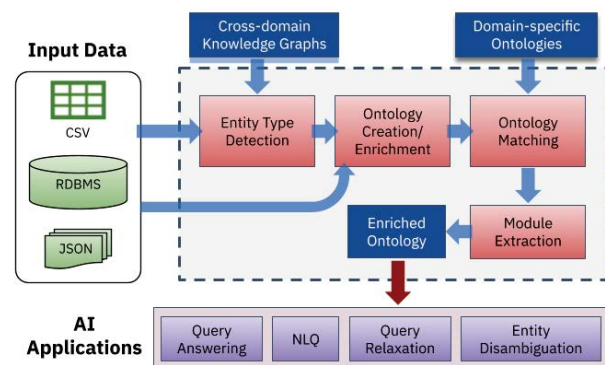 Cross-domain
Knowledge Graphs
Domain-specific
Ontologies
Input Data
CSV
RDBMS
JSON
Entity Type
Detection
Ontology
Creation/
Enrichment
Ontology
Matching
Enriched
Ontology
Module
Extraction
AI
Applications
Query
Answering
NLQ
Query
Relaxation
Entity
Disambiguation